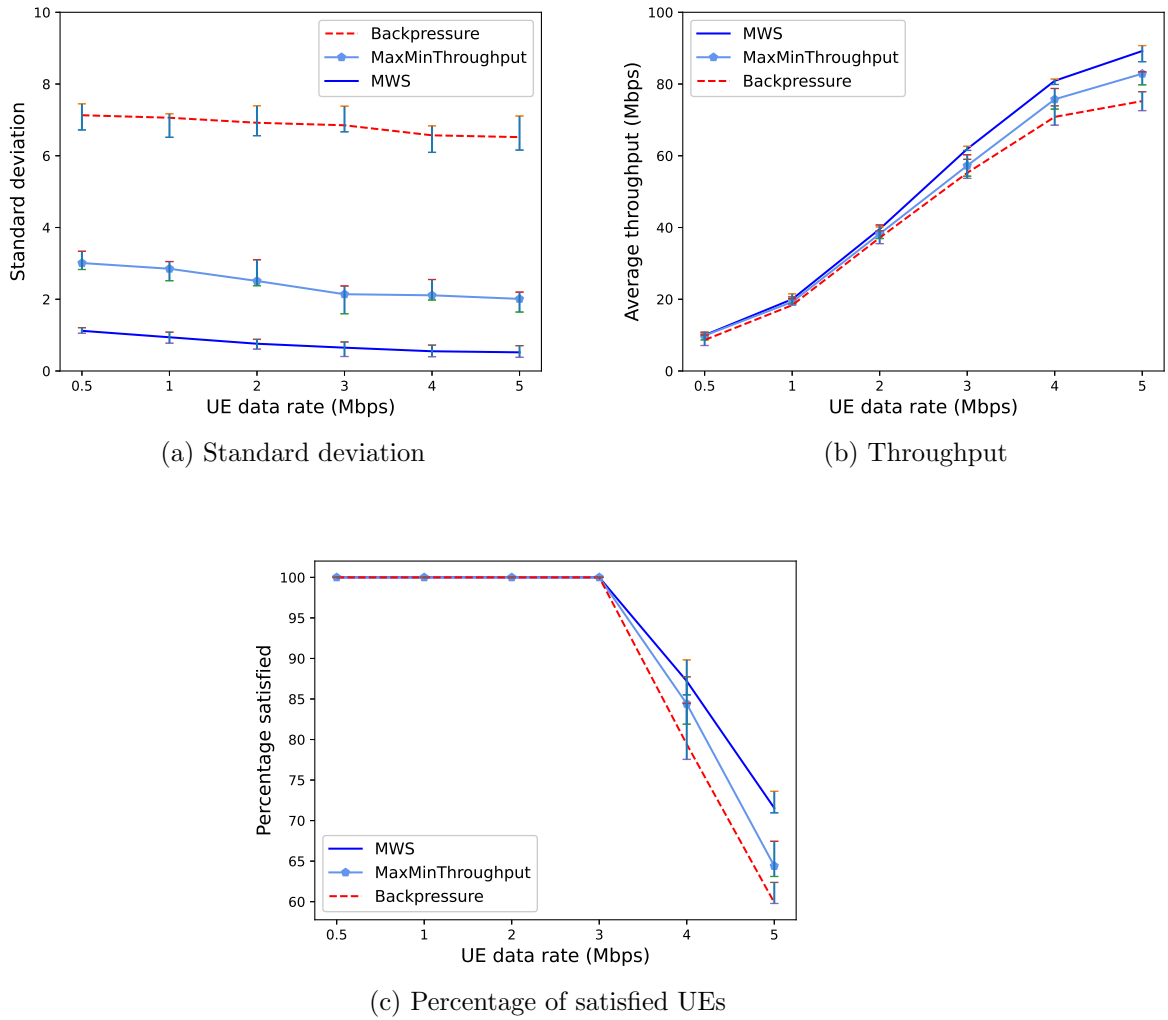 10
8
6
4
2
0
Standard deviation
Backpressure
MaxMinThroughput
MWS
0.5 1 2 3 4 5
UE data rate (Mbps)
(a) Standard deviation
100
80
60
40
20
0
Average throughput (Mbps)
MWS
MaxMinThroughput
Backpressure
0.5 1 2 3 4 5
UE data rate (Mbps)
(b) Throughput
100
95
90
85
80
75
70
65
60
Percentage satisfied
MWS
MaxMinThroughput
Backpressure
0.5 1 2 3 4 5
UE data rate (Mbps)
(c) Percentage of satisfied UEs